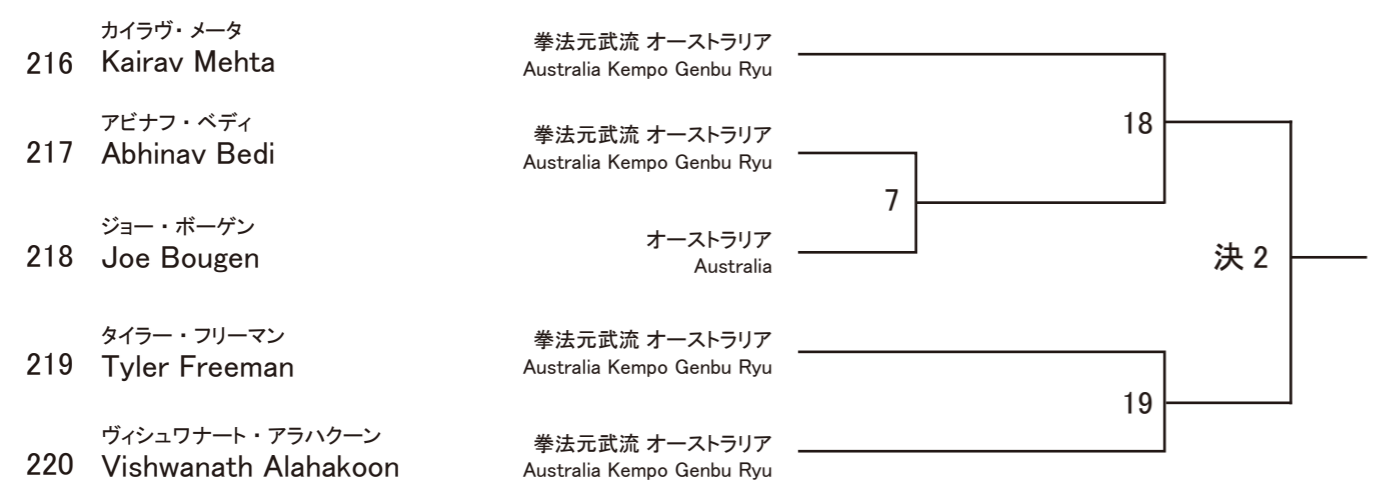 カイラヴ・メータ
216 Kairav Mehta
拳法元武流 オーストラリア
Australia Kempo Genbu Ryu
アビナフ・ベディ
217 Abhinav Bedi
拳法元武流 オーストラリア
Australia Kempo Genbu Ryu
ジョー・ボーゲン
218 Joe Bougen
オーストラリア
Australia
タイラー・フリーマン
219 Tyler Freeman
拳法元武流 オーストラリア
Australia Kempo Genbu Ryu
ヴィシュワナート・アラハクーン
220 Vishwanath Alahakoon
拳法元武流 オーストラリア
Australia Kempo Genbu Ryu
7
18
19
決 2